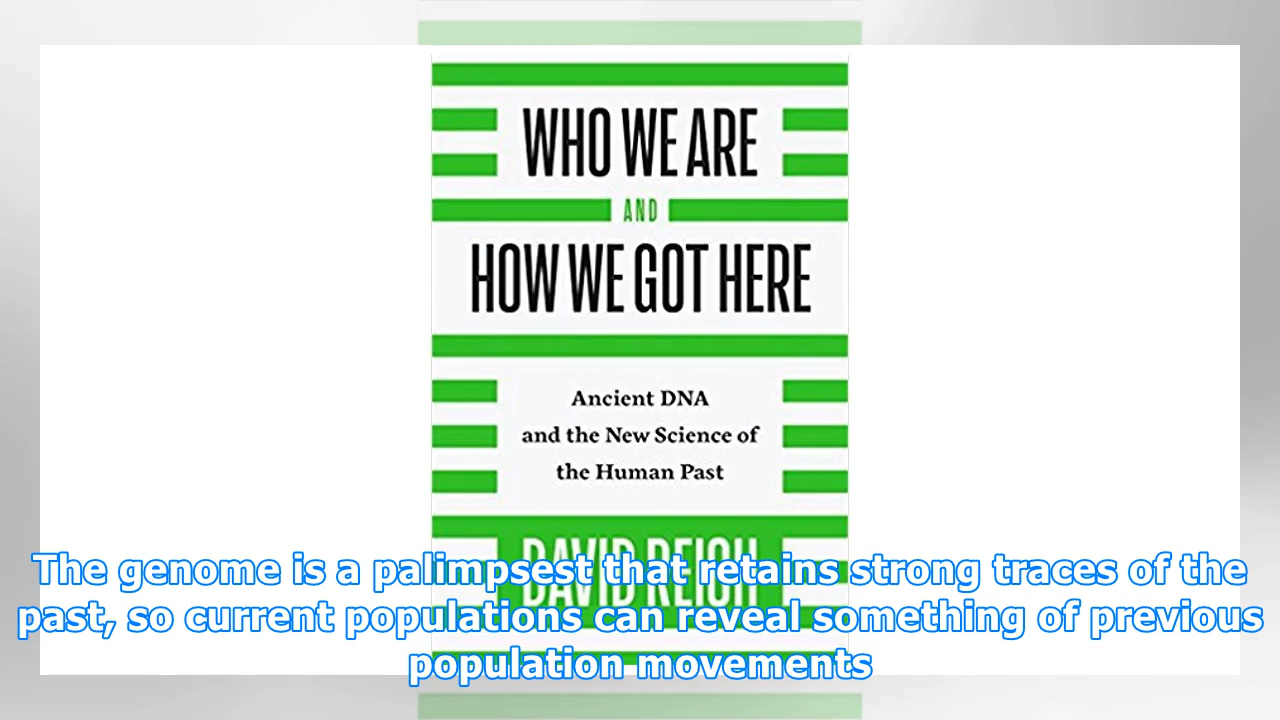 WHO WE ARE
AND
HOW WE GOT HERE
Ancient DNA
and the New Science of
the Human Past
DAVID REICH
The genome is a palimpsest that retains strong traces of the
past, so current populations can reveal something of previous
population movements